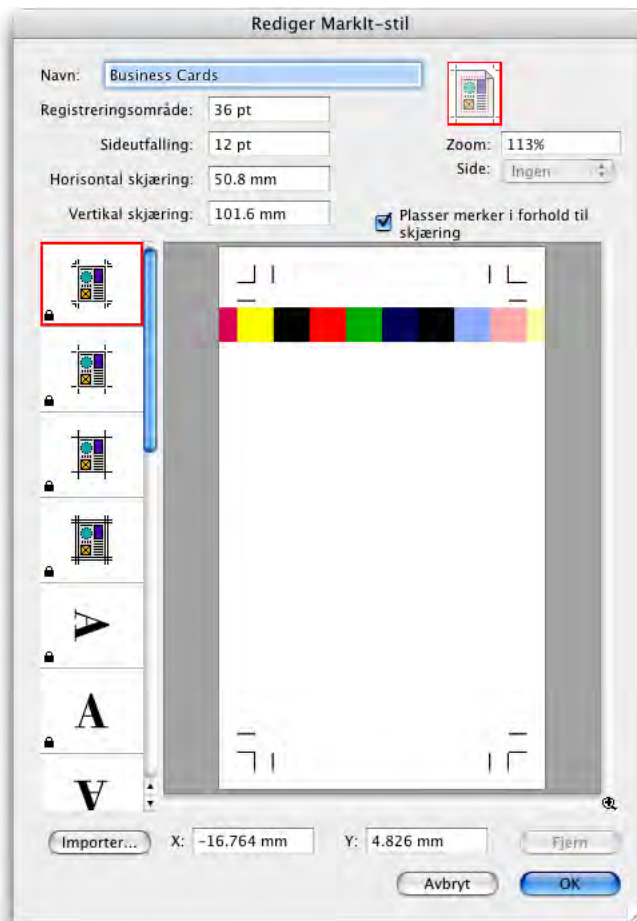 Rediger MarkIt-stil
Navn: Business Cards
Registreringsområde: 36 pt
Sideutfalling: 12 pt
Zoom: 113%
Horisontal skjæring: 50.8 mm
Side: Ingen
Vertikal skjæring: 101.6 mm
Plasser merker i forhold til
skjæring
A
A
A
Importer... X: -16.764 mm Y: 4.826 mm Fjern
Avbryt OK